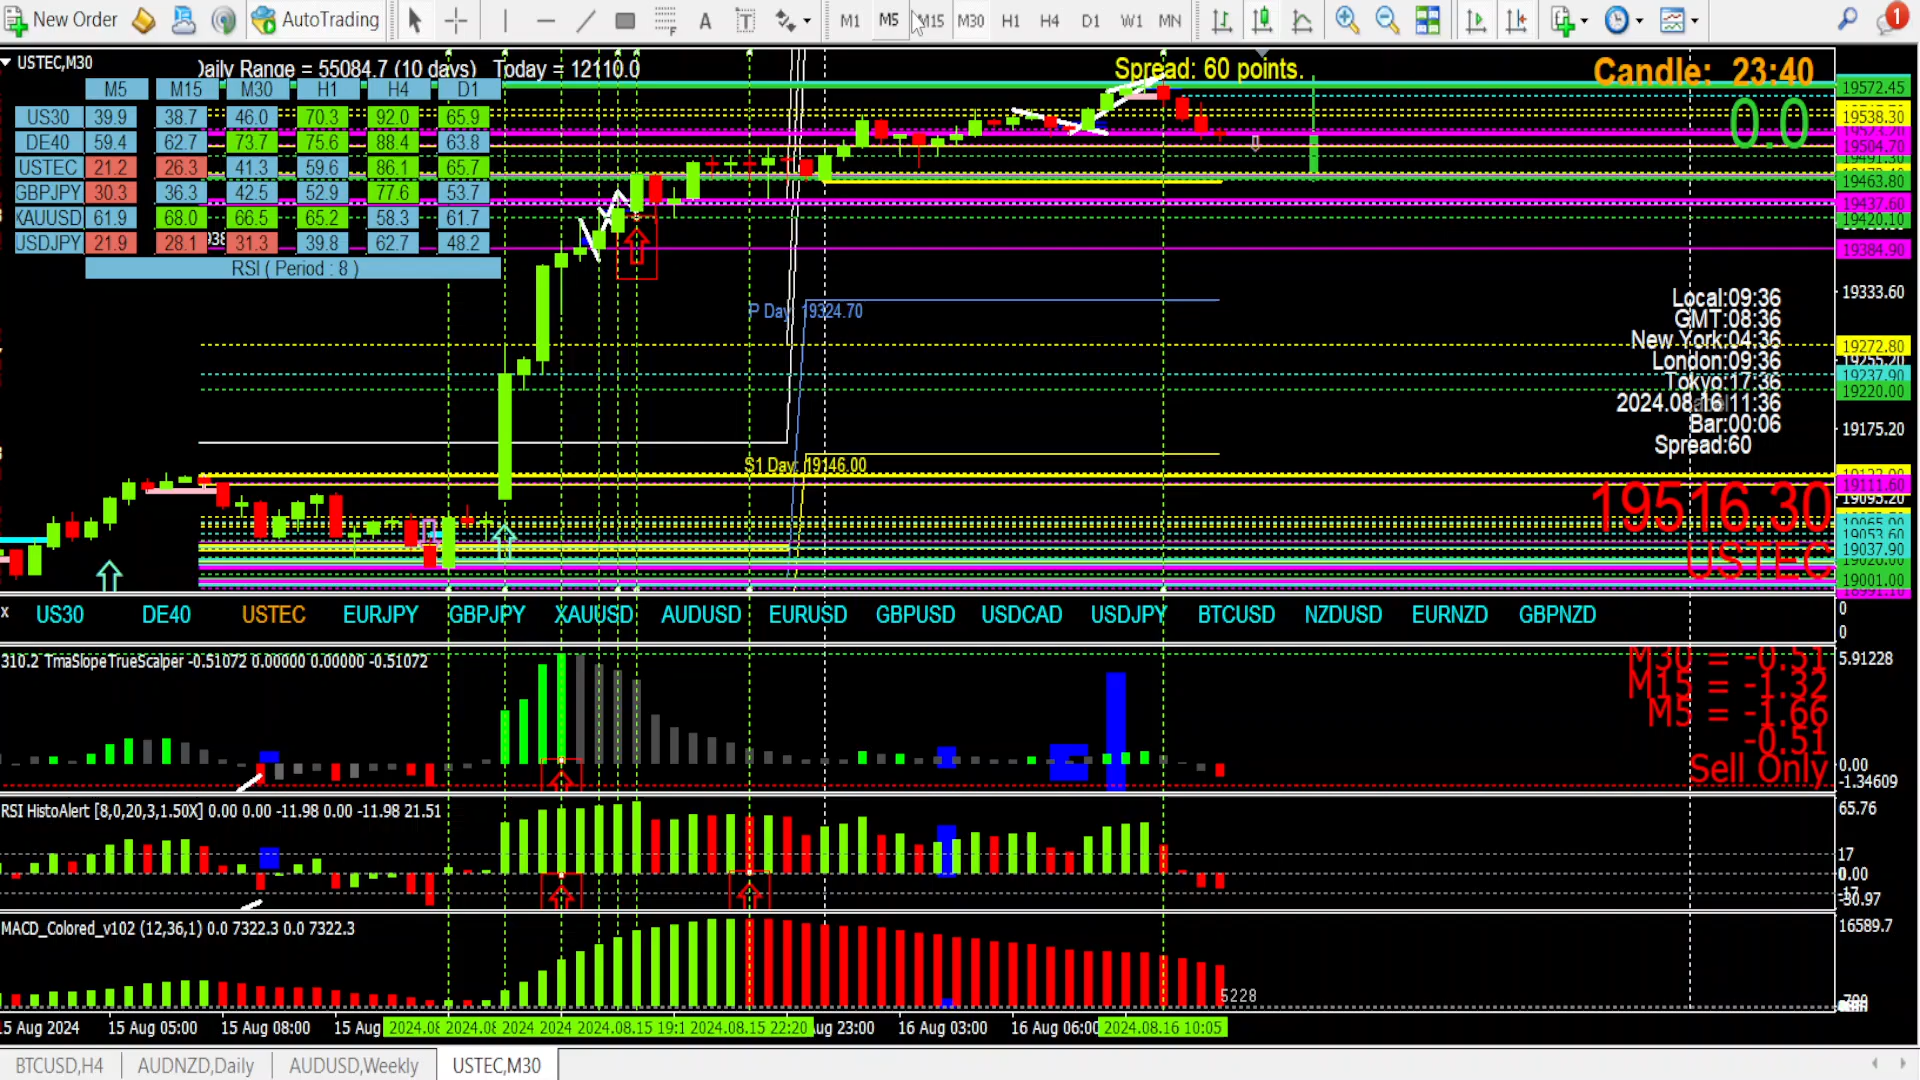 New Order AutoTrading A T M1 M5 M15 M30 H1 H4 D1 W1 MN 1
USTEC,M30
Daily Range = 55084.7 (10 days) Today = 12110.0
Spread: 60 points.
Candle: 23:40
0.0
M5 M15 M30 H1 H4 D1
US30 39.9 38.7 46.0 70.3 92.0 65.9
DE40 59.4 62.7 73.7 75.6 88.4 63.8
USTEC 21.2 26.3 41.3 59.6 86.1 65.7
GBPJPY 30.3 36.3 42.5 52.9 77.6 53.7
XAUUSD 61.9 68.0 66.5 65.2 58.3 61.7
USDJPY 21.9 28.1 31.3 39.8 62.7 48.2
RSI ( Period : 8 )
19572.45
19538.30
19504.70
19463.80
19437.60
19420.10
19384.90
19333.60
19272.80
19255.20
19237.90
19220.00
19175.20
19111.60
19095.20
19065.00
19053.60
19037.90
19001.00
P Day: 19324.70
S1 Day: 19146.00
Local:09:36
GMT:08:36
New York:04:36
London:09:36
Tokyo:17:36
2024.08.16 11:36
Bar:00:06
Spread:60
19516.30
USTEC
x US30 DE40 USTEC EURJPY GBPJPY XAUUSD AUDUSD EURUSD GBPUSD USDCAD USDJPY BTCUSD NZDUSD EURNZD GBPNZD
0
0
310.2 TmaSlopeTrueScalper -0.51072 0.00000 0.00000 -0.51072
M30 = -0.51
M15 = -1.32
M5 = -1.66
-0.51
Sell Only
5.91228
0.00
-1.34609
RSI HistoAlert [8,0,20,3,1.50X] 0.00 0.00 -11.98 0.00 -11.98 21.51
65.76
17
0.00
-17
-30.97
MACD_Colored_v102 (12,36,1) 0.0 7322.3 0.0 7322.3
16589.7
5228
15 Aug 05:00 15 Aug 08:00 15 Aug 2024.08.15 22:20 16 Aug 03:00 16 Aug 06:00 2024.08.16 10:05
BTCUSD,H4 AUDNZD,Daily AUDUSD,Weekly USTEC,M30